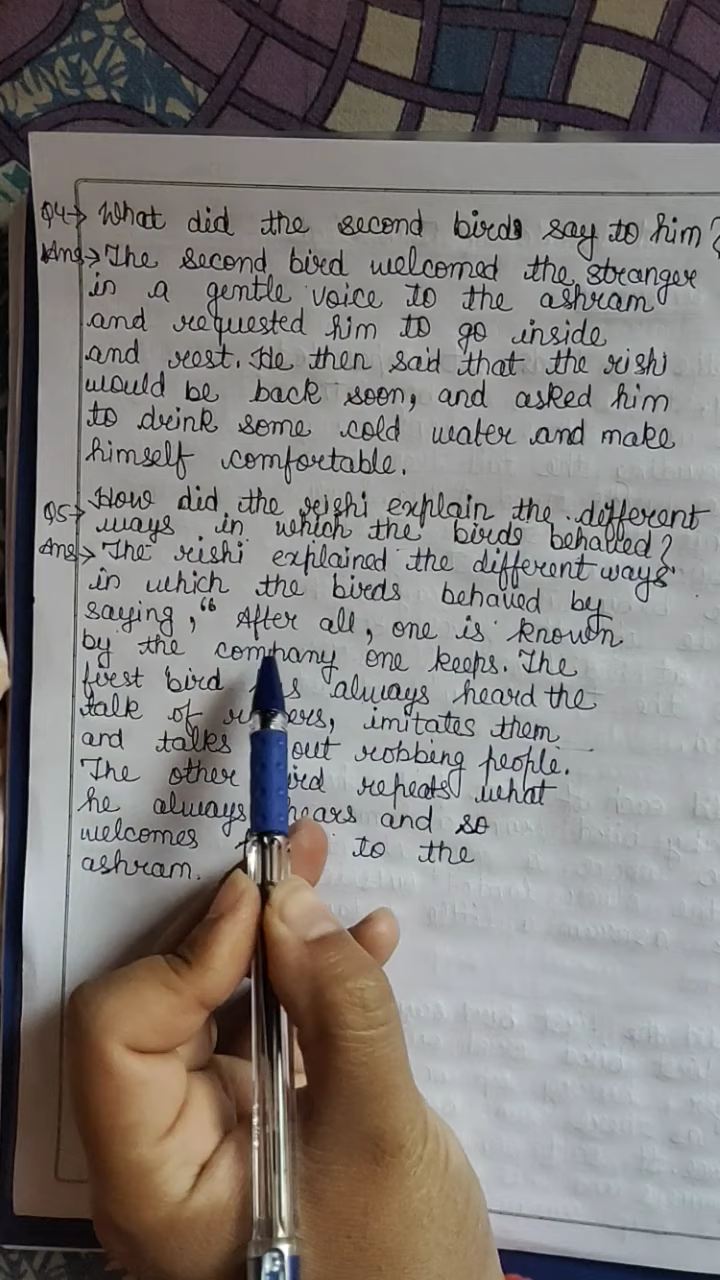 Q4→ What did the second birds say to him?
Ans→ The second bird welcomed the stranger
in a gentle voice to the ashram
and requested him to go inside
and rest. He then said that the rishi
would be back soon, and asked him
to drink some cold water and make
himself comfortable.
Q5→ How did the rishi explain the different
ways in which the birds behaved?
Ans→ The rishi explained the different ways
in which the birds behaved by
saying, “ After all, one is known
by the company one keeps. The
first bird always heard the
talk of imitates them
and talks robbing people.
The other repeats what
he always hears and so
welcomes to the
ashram.